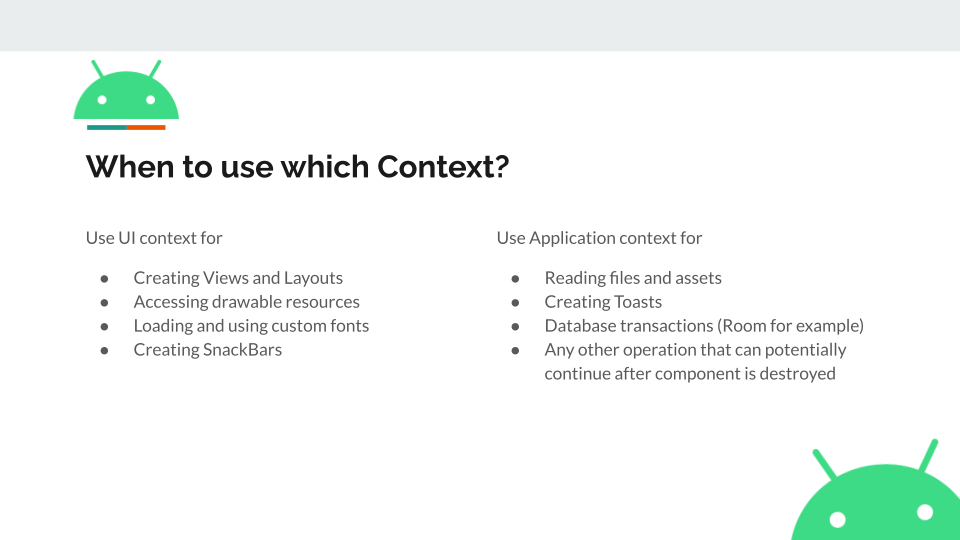 When to use which Context?
Use UI context for
● Creating Views and Layouts
● Accessing drawable resources
● Loading and using custom fonts
● Creating SnackBars
Use Application context for
● Reading files and assets
● Creating Toasts
● Database transactions (Room for example)
● Any other operation that can potentially
continue after component is destroyed